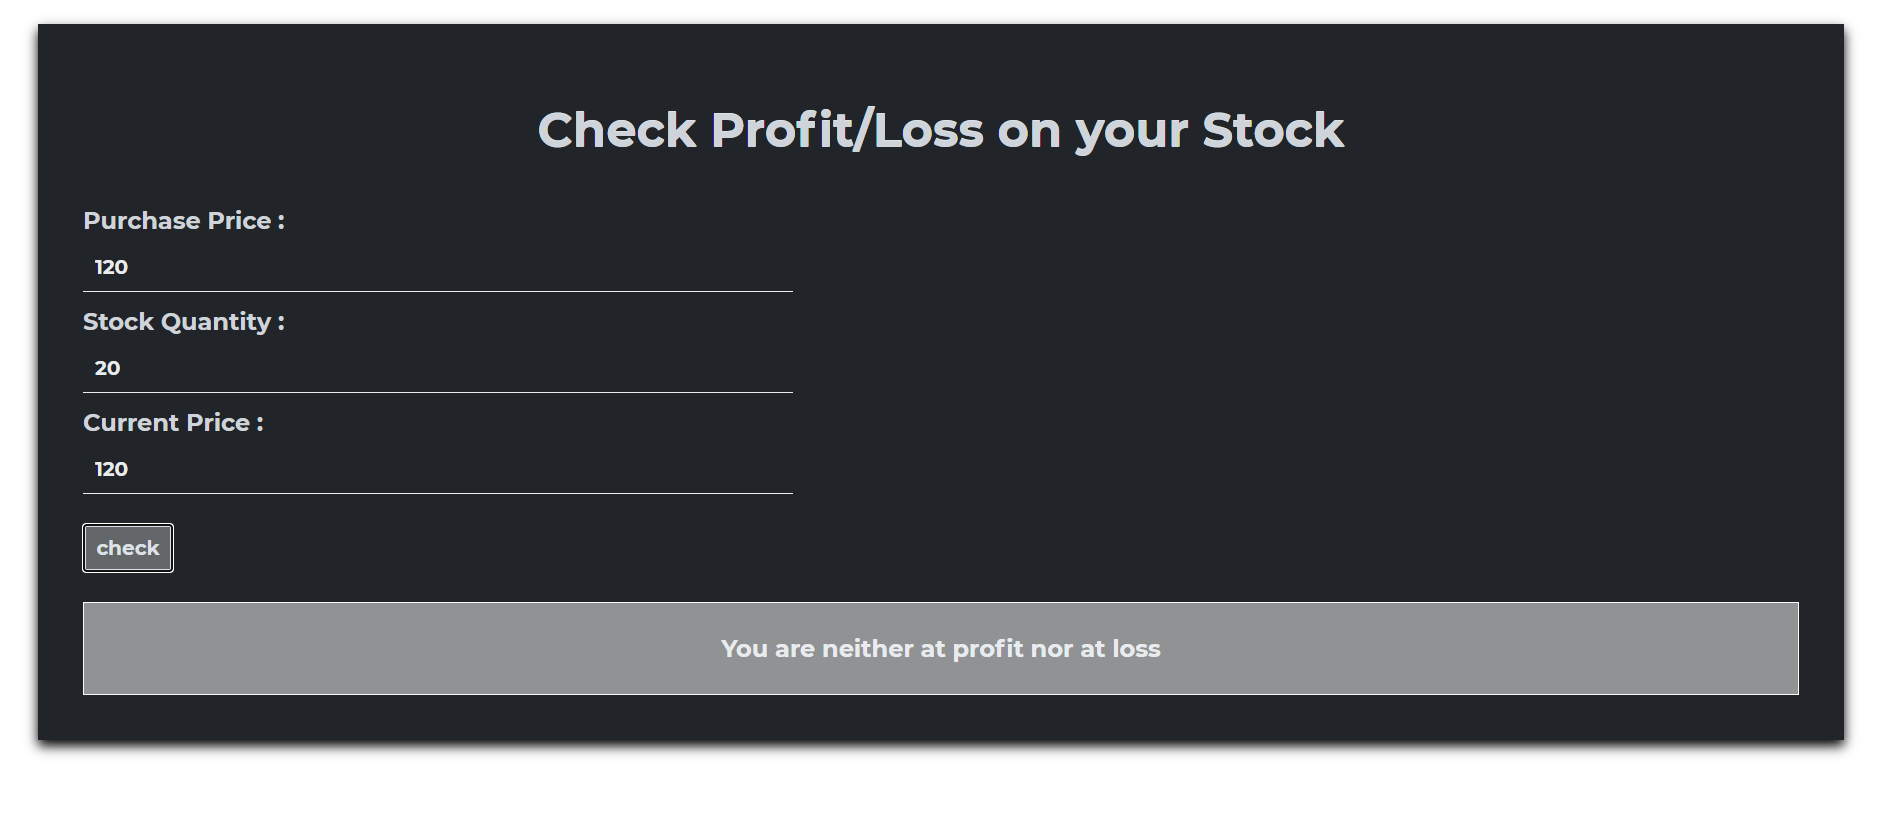 Check Profit/Loss on your Stock
Purchase Price :
120
Stock Quantity :
20
Current Price :
120
check
You are neither at profit nor at loss